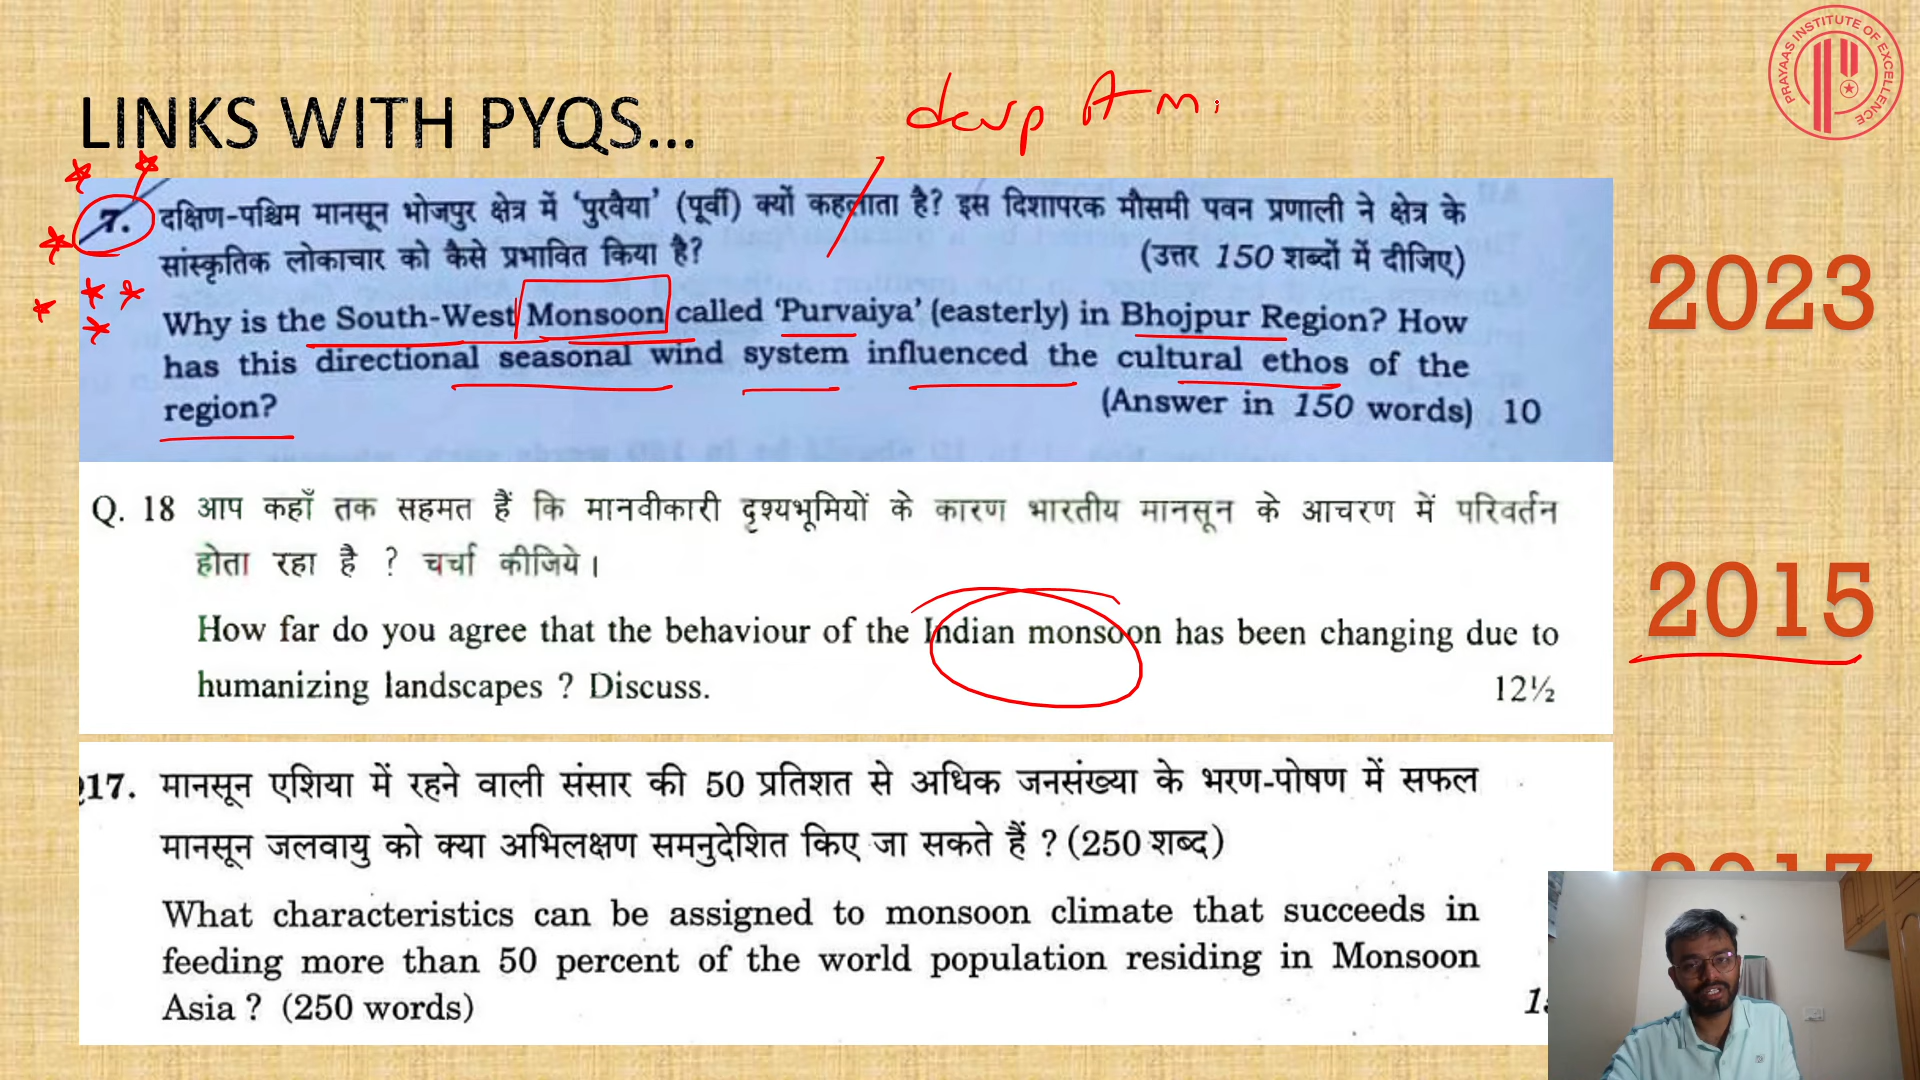 PRAYAAS INSTITUTE OF EXCELLENCE
LINKS WITH PYQS...
7. दक्षिण-पश्चिम मानसून भोजपुर क्षेत्र में ‘पुरवैया’ (पूर्वी) क्यों कहलाता है? इस दिशापरक मौसमी पवन प्रणाली ने क्षेत्र के
सांस्कृतिक लोकाचार को कैसे प्रभावित किया है? (उत्तर 150 शब्दों में दीजिए)
Why is the South-West Monsoon called ‘Purvaiya’ (easterly) in Bhojpur Region? How
has this directional seasonal wind system influenced the cultural ethos of the
region? (Answer in 150 words) 10
2023
Q. 18 आप कहाँ तक सहमत हैं कि मानवीकारी दृश्यभूमियों के कारण भारतीय मानसून के आचरण में परिवर्तन
होता रहा है ? चर्चा कीजिये।
How far do you agree that the behaviour of the Indian monsoon has been changing due to
humanizing landscapes ? Discuss. 12½
2015
17. मानसून एशिया में रहने वाली संसार की 50 प्रतिशत से अधिक जनसंख्या के भरण-पोषण में सफल
मानसून जलवायु को क्या अभिलक्षण समनुदेशित किए जा सकते हैं ? (250 शब्द)
What characteristics can be assigned to monsoon climate that succeeds in
feeding more than 50 percent of the world population residing in Monsoon
Asia ? (250 words)